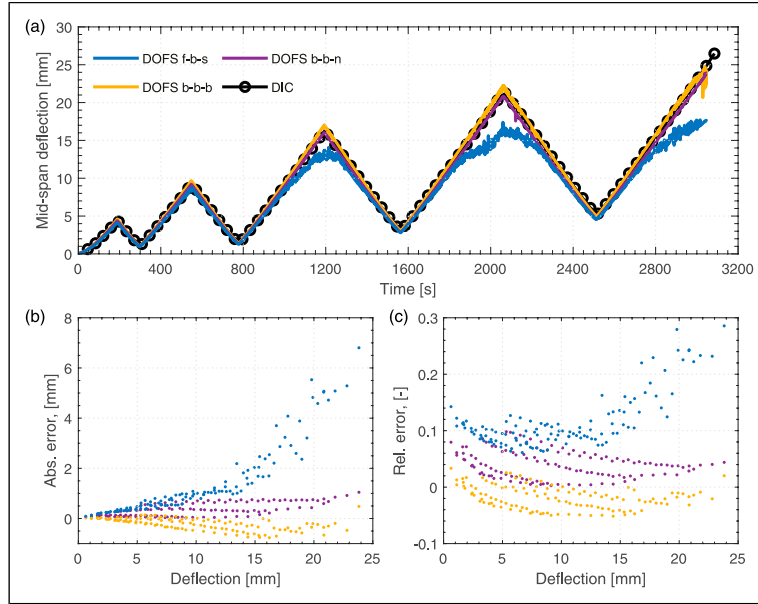 (a)
30
25
20
15
10
5
0
Mid-span deflection [mm]
DOFS f-b-s
DOFS b-b-n
DOFS b-b-b
DIC
0 400 800 1200 1600 2000 2400 2800 3200
Time [s]
(b)
8
6
4
2
0
Abs. error, [mm]
0 5 10 15 20 25
Deflection [mm]
(c)
0.3
0.2
0.1
0
-0.1
Rel. error, [-]
0 5 10 15 20 25
Deflection [mm]